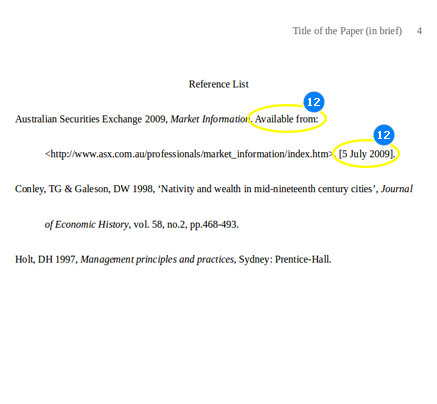 Title of the Paper (in brief) 4
Reference List
12
Australian Securities Exchange 2009, Market Information. Available from:
12
<http://www.asx.com.au/professionals/market_information/index.htm> [5 July 2009].
Conley, TG & Galeson, DW 1998, ‘Nativity and wealth in mid-nineteenth century cities’, Journal
of Economic History, vol. 58, no.2, pp.468-493.
Holt, DH 1997, Management principles and practices, Sydney: Prentice-Hall.